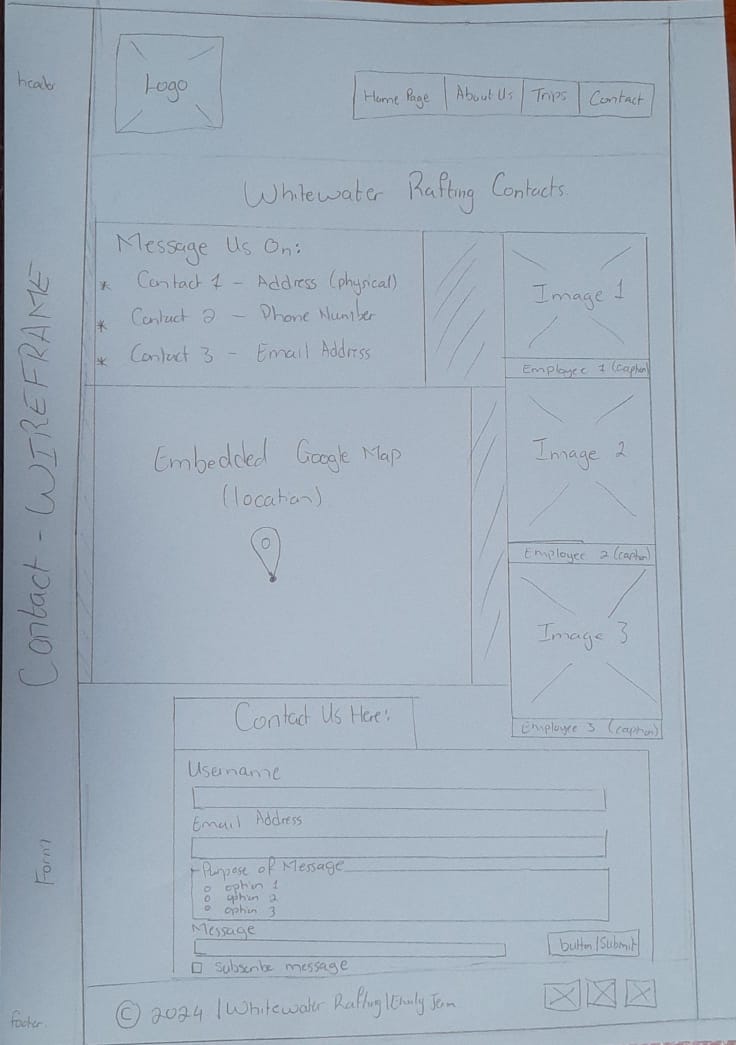 header
Logo
Home Page
About Us
Trips
Contact
Whitewater Rafting Contacts.
Contact - WIREFRAME
Message Us On:
* Contact 1 - Address (physical)
* Contact 2 - Phone Number
* Contact 3 - Email Address
Image 1
Employee 1 (caption)
Embedded Google Map
(location)
Image 2
Employee 2 (caption)
Image 3
Employee 3 (caption)
Form
Contact Us Here:
Username
Email Address
Purpose of Message
option 1
option 2
option 3
Message
button/Submit
Subscribe message
footer
© 2024 | Whitewater Rafting |